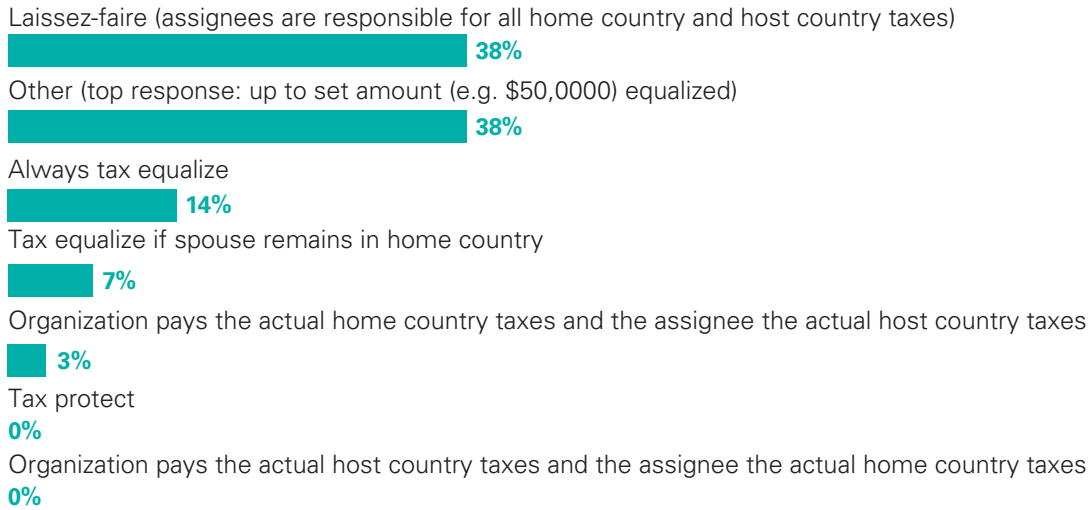 Laissez-faire (assignees are responsible for all home country and host country taxes)
38%
Other (top response: up to set amount (e.g. $50,0000) equalized)
38%
Always tax equalize
14%
Tax equalize if spouse remains in home country
7%
Organization pays the actual home country taxes and the assignee the actual host country taxes
3%
Tax protect
0%
Organization pays the actual host country taxes and the assignee the actual home country taxes
0%